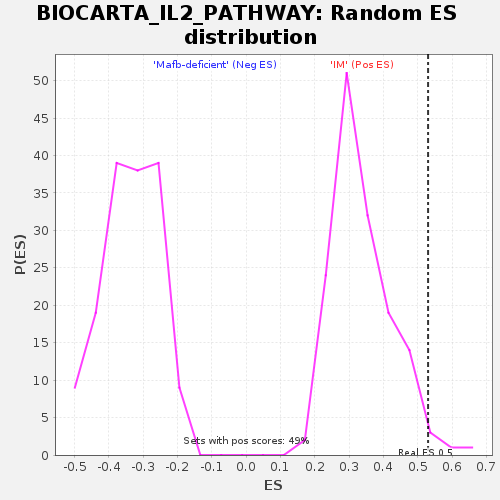 BIOCARTA_IL2_PATHWAY: Random ES
distribution
'Mafb-deficient' (Neg ES)
'IM' (Pos ES)
50
45
40
35
30
25
20
15
10
5
0
P(ES)
Sets with pos scores: 49%
Real ES 0.5
-0.5 -0.4 -0.3 -0.2 -0.1 0.0 0.1 0.2 0.3 0.4 0.5 0.6 0.7
ES